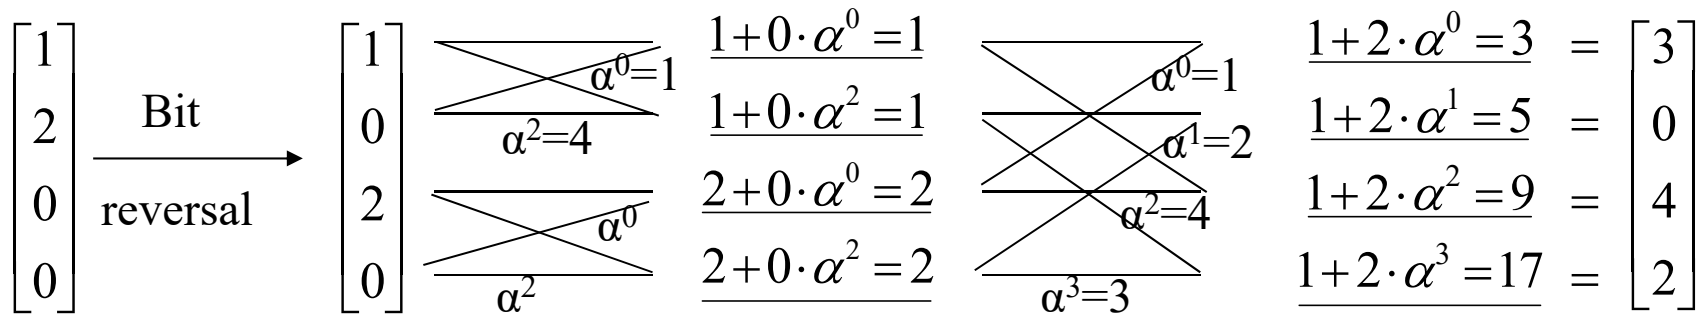 [1 2 0 0] Bit reversal [1 0 2 0]
α⁰=1
α²=4
α⁰
α²
1+0·α⁰=1
1+0·α²=1
2+0·α⁰=2
2+0·α²=2
α⁰=1
α¹=2
α²=4
α³=3
1+2·α⁰=3 = 3
1+2·α¹=5 = 0
1+2·α²=9 = 4
1+2·α³=17 = 2